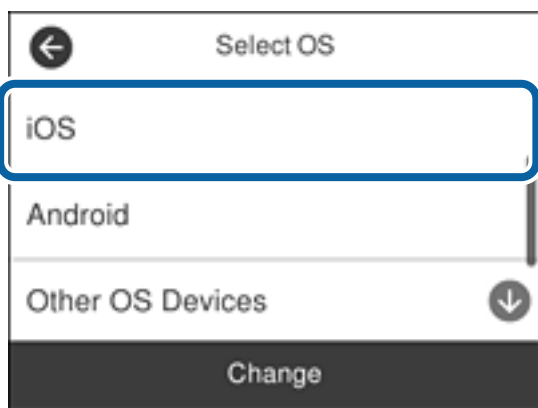 Select OS
iOS
Android
Other OS Devices
Change